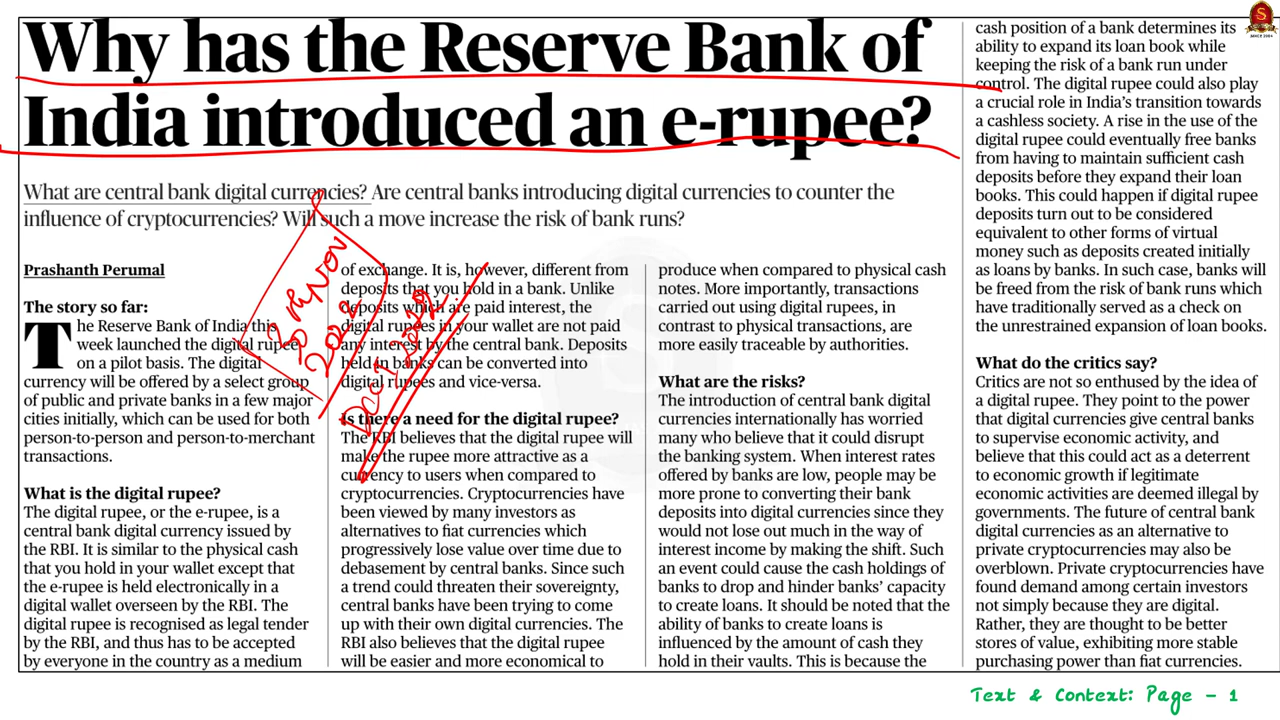 Why has the Reserve Bank of
India introduced an e-rupee?
What are central bank digital currencies? Are central banks introducing digital currencies to counter the
influence of cryptocurrencies? Will such a move increase the risk of bank runs?
Prashanth Perumal
The story so far:
The Reserve Bank of India this
week launched the digital rupee
on a pilot basis. The digital
currency will be offered by a select group
of public and private banks in a few major
cities initially, which can be used for both
person-to-person and person-to-merchant
transactions.
What is the digital rupee?
The digital rupee, or the e-rupee, is a
central bank digital currency issued by
the RBI. It is similar to the physical cash
that you hold in your wallet except that
the e-rupee is held electronically in a
digital wallet overseen by the RBI. The
digital rupee is recognised as legal tender
by the RBI, and thus has to be accepted
by everyone in the country as a medium
of exchange. It is, however, different from
deposits that you hold in a bank. Unlike
deposits which are paid interest, the
digital rupees in your wallet are not paid
any interest by the central bank. Deposits
held in banks can be converted into
digital rupees and vice-versa.
Is there a need for the digital rupee?
The RBI believes that the digital rupee will
make the rupee more attractive as a
currency to users when compared to
cryptocurrencies. Cryptocurrencies have
been viewed by many investors as
alternatives to fiat currencies which
progressively lose value over time due to
debasement by central banks. Since such
a trend could threaten their sovereignty,
central banks have been trying to come
up with their own digital currencies. The
RBI also believes that the digital rupee
will be easier and more economical to
produce when compared to physical cash
notes. More importantly, transactions
carried out using digital rupees, in
contrast to physical transactions, are
more easily traceable by authorities.
What are the risks?
The introduction of central bank digital
currencies internationally has worried
many who believe that it could disrupt
the banking system. When interest rates
offered by banks are low, people may be
more prone to converting their bank
deposits into digital currencies since they
would not lose out much in the way of
interest income by making the shift. Such
an event could cause the cash holdings of
banks to drop and hinder banks' capacity
to create loans. It should be noted that the
ability of banks to create loans is
influenced by the amount of cash they
hold in their vaults. This is because the
cash position of a bank determines its
ability to expand its loan book while
keeping the risk of a bank run under
control. The digital rupee could also play
a crucial role in India's transition towards
a cashless society. A rise in the use of the
digital rupee could eventually free banks
from having to maintain sufficient cash
deposits before they expand their loan
books. This could happen if digital rupee
deposits turn out to be considered
equivalent to other forms of virtual
money such as deposits created initially
as loans by banks. In such case, banks will
be freed from the risk of bank runs which
have traditionally served as a check on
the unrestrained expansion of loan books.
What do the critics say?
Critics are not so enthused by the idea of
a digital rupee. They point to the power
that digital currencies give central banks
to supervise economic activity, and
believe that this could act as a deterrent
to economic growth if legitimate
economic activities are deemed illegal by
governments. The future of central bank
digital currencies as an alternative to
private cryptocurrencies may also be
overblown. Private cryptocurrencies have
found demand among certain investors
not simply because they are digital.
Rather, they are thought to be better
stores of value, exhibiting more stable
purchasing power than fiat currencies.
Nov
2022
Text & Context: Page - 1